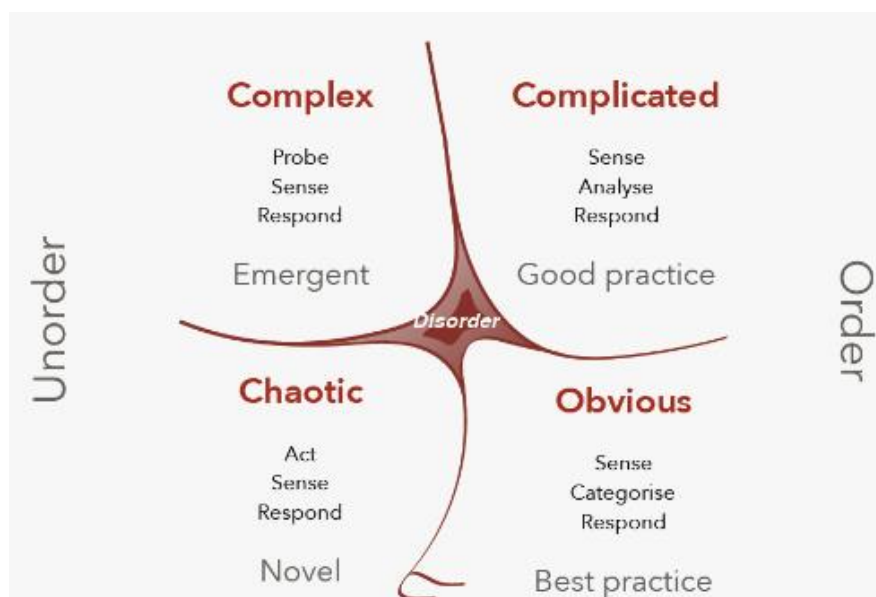 Unorder
Complex
Probe
Sense
Respond
Emergent
Complicated
Sense
Analyse
Respond
Good practice
Order
Disorder
Chaotic
Act
Sense
Respond
Novel
Obvious
Sense
Categorise
Respond
Best practice